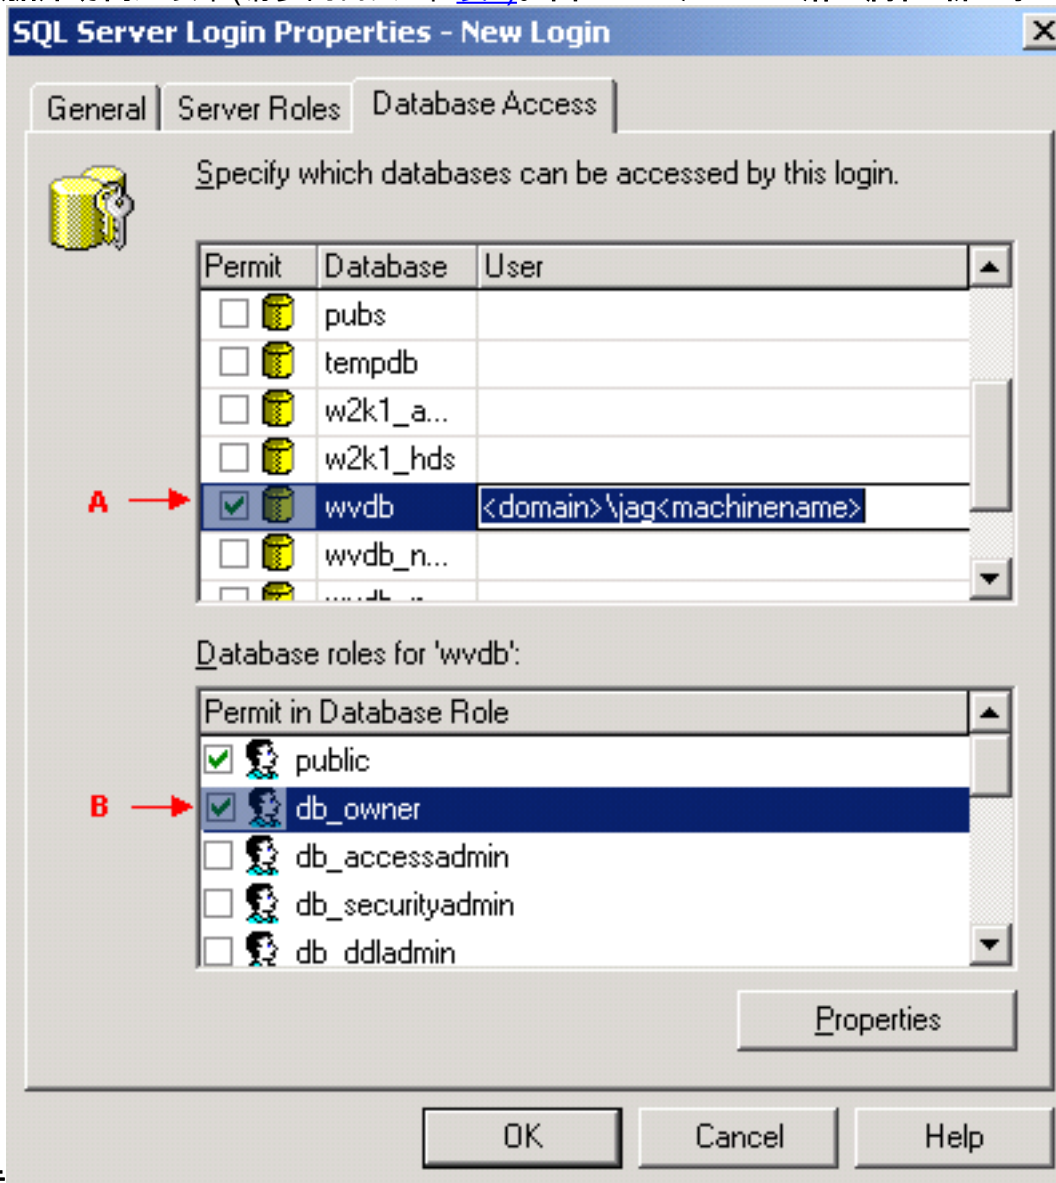 SQL Server Login Properties - New Login
General Server Roles Database Access
Specify which databases can be accessed by this login.
Permit Database User
pubs
tempdb
w2k1_a...
w2k1_hds
A wvdb <domain>\jag<machinename>
wvdb_n...
Database roles for 'wvdb':
Permit in Database Role
public
B db_owner
db_accessadmin
db_securityadmin
db_ddladmin
Properties
OK Cancel Help